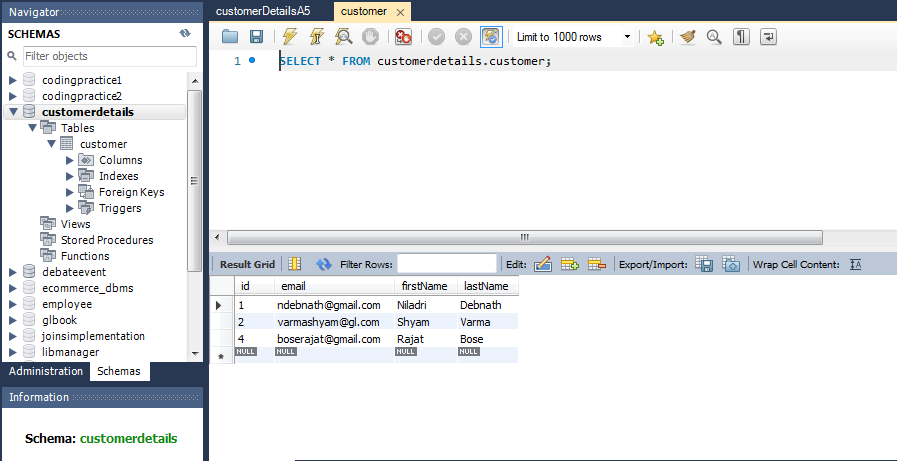 Navigator
SCHEMAS
Filter objects
codingpractice1
codingpractice2
customerdetails
Tables
customer
Columns
Indexes
Foreign Keys
Triggers
Views
Stored Procedures
Functions
debateevent
ecommerce_dbms
employee
glbook
joinsimplementation
libmanager
Administration Schemas
Information
Schema: customerdetails
customerDetailsA5 customer
Limit to 1000 rows
1 SELECT * FROM customerdetails.customer;
Result Grid Filter Rows: Edit: Export/Import: Wrap Cell Content:
id email firstName lastName
1 ndebnath@gmail.com Niladri Debnath
2 varmashyam@gl.com Shyam Varma
4 boserajat@gmail.com Rajat Bose
NULL NULL NULL NULL